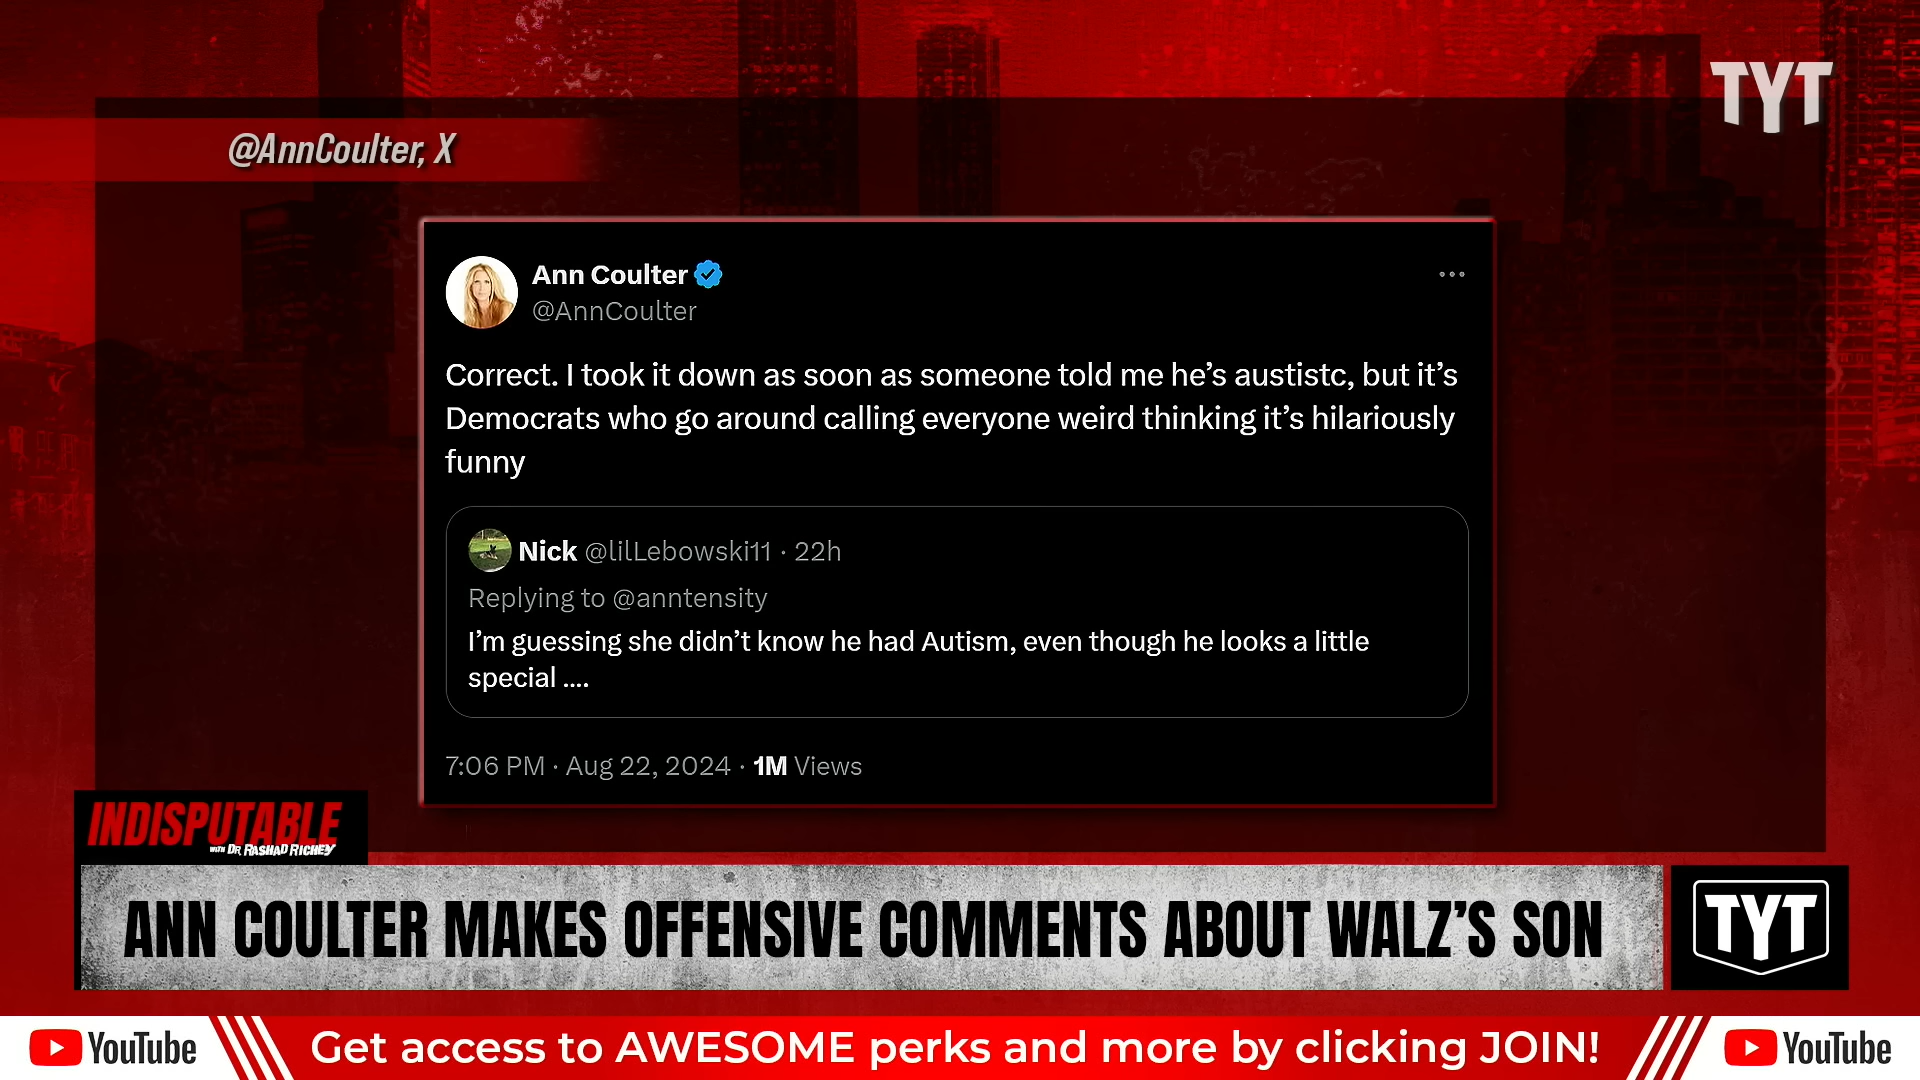 TYT
@AnnCoulter, X
Ann Coulter
@AnnCoulter
Correct. I took it down as soon as someone told me he’s austistc, but it’s
Democrats who go around calling everyone weird thinking it’s hilariously
funny
Nick @lilLebowski11 · 22h
Replying to @anntensity
I’m guessing she didn’t know he had Autism, even though he looks a little
special ....
7:06 PM · Aug 22, 2024 · 1M Views
INDISPUTABLE
WITH DR RASHAD RICHEY
ANN COULTER MAKES OFFENSIVE COMMENTS ABOUT WALZ’S SON
TYT
YouTube Get access to AWESOME perks and more by clicking JOIN! YouTube